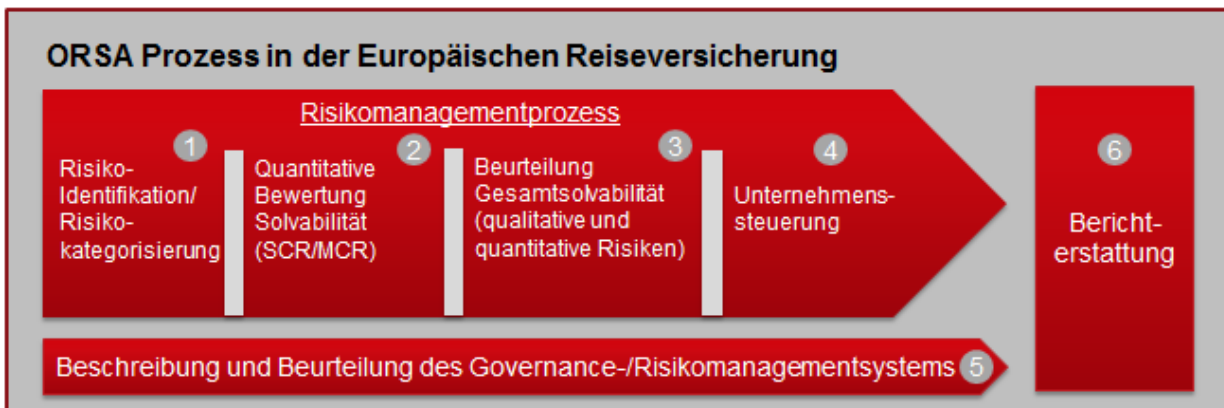 ORSA Prozess in der Europäischen Reiseversicherung
Risikomanagementprozess
1
Risiko-
Identifikation/
Risiko-
kategorisierung
2
Quantitative
Bewertung
Solvabilität
(SCR/MCR)
3
Beurteilung
Gesamtsolvabilität
(qualitative und
quantitative Risiken)
4
Unternehmens-
steuerung
6
Bericht-
erstattung
Beschreibung und Beurteilung des Governance-/Risikomanagementsystems 5